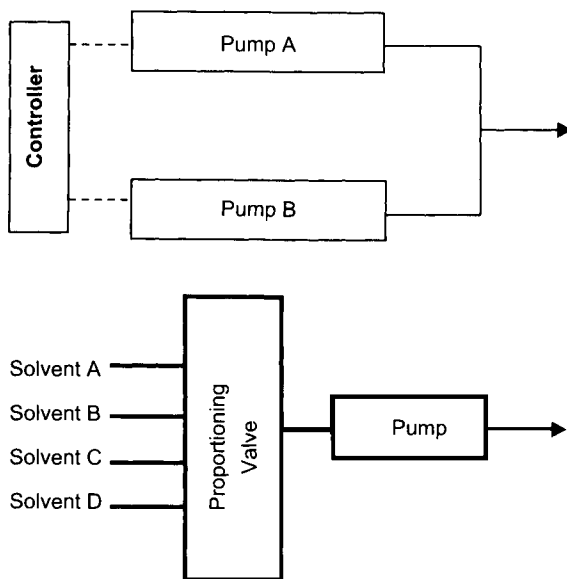 Controller
Pump A
Pump B
Solvent A
Solvent B
Solvent C
Solvent D
Proportioning
Valve
Pump